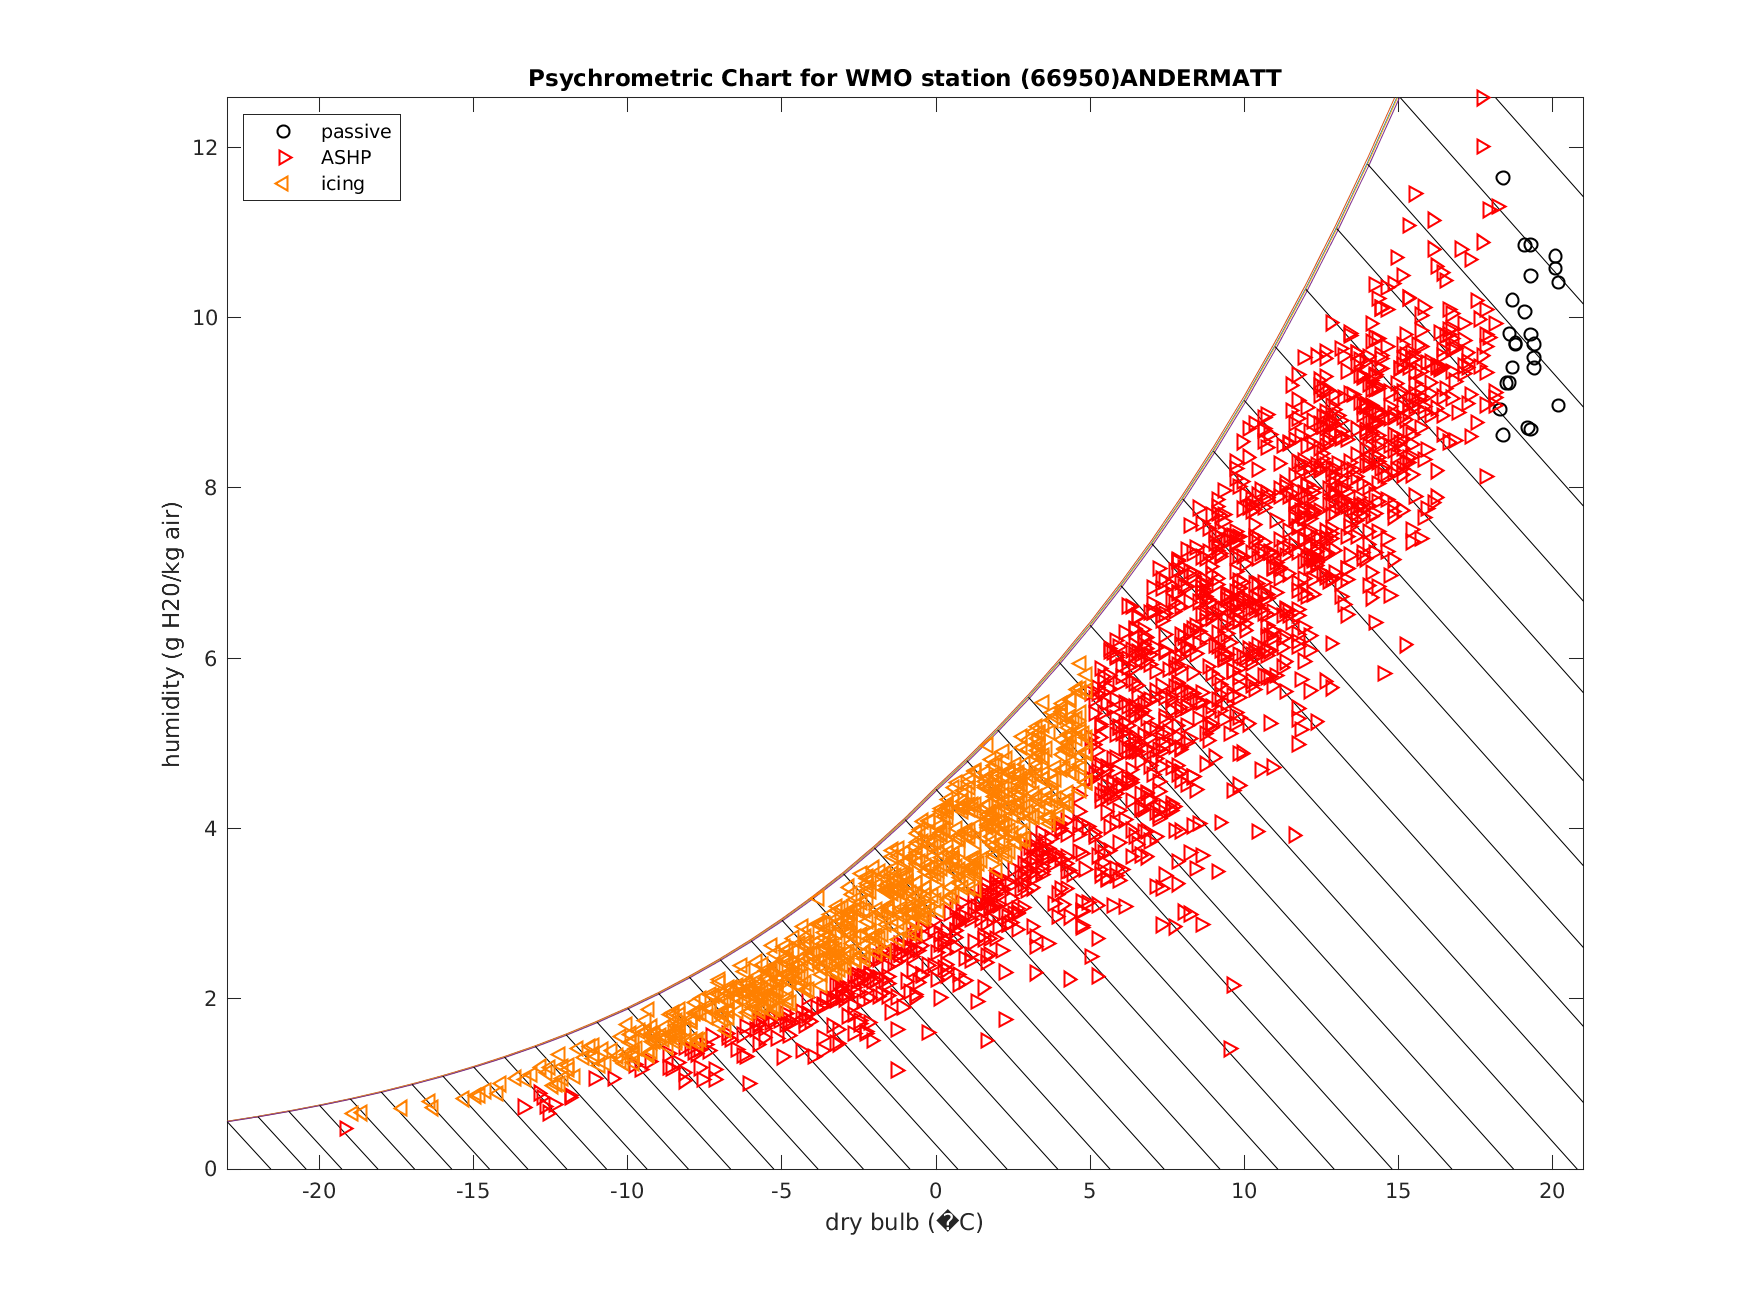 Psychrometric Chart for WMO station (66950)ANDERMATT
passive
ASHP
icing
humidity (g H20/kg air)
12
10
8
6
4
2
0
-20 -15 -10 -5 0 5 10 15 20
dry bulb (�C)